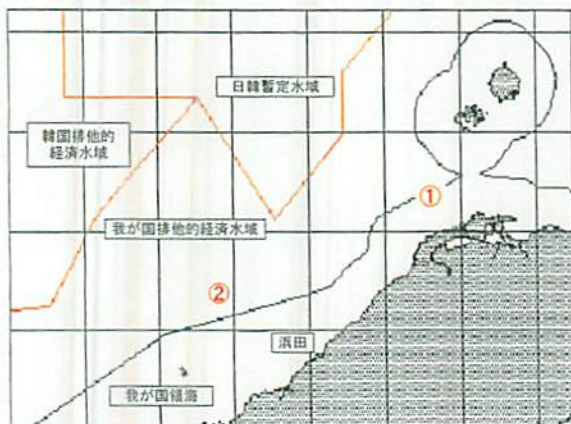 日韓暫定水域
韓国排他的
経済水域
①
我が国排他的経済水域
②
浜田
我が国領海